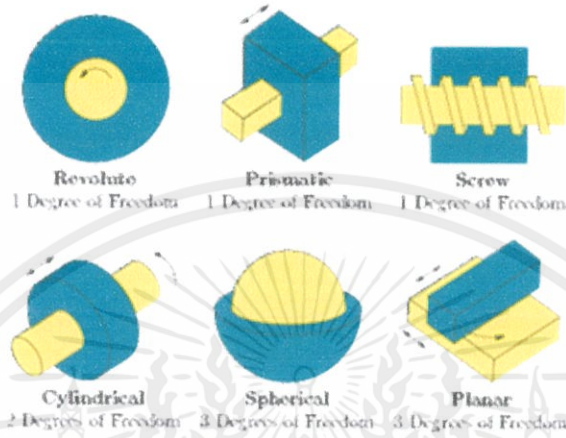 Revolute
1 Degree of Freedom
Prismatic
1 Degree of Freedom
Screw
1 Degree of Freedom
Cylindrical
2 Degrees of Freedom
Spherical
3 Degrees of Freedom
Planar
3 Degrees of Freedom